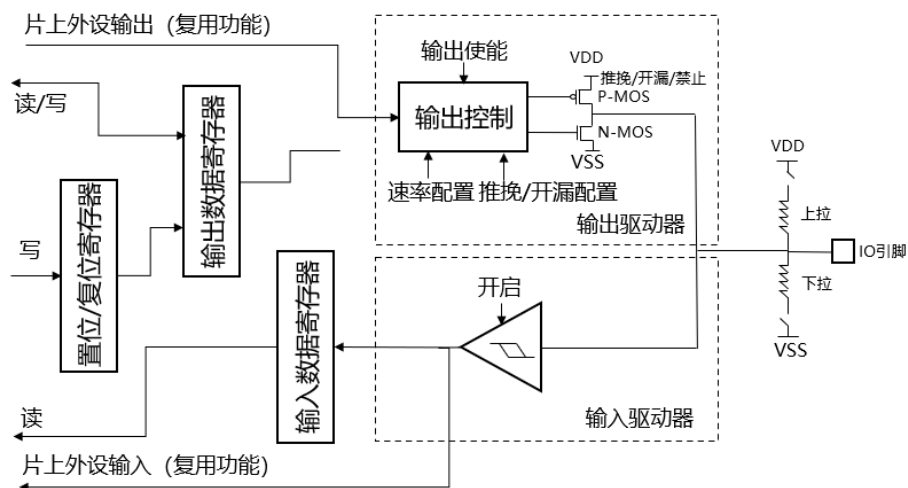 片上外设输出（复用功能）
读/写
写
置位/复位寄存器
输出数据寄存器
输出使能
输出控制
速率配置
推挽/开漏配置
VDD
推挽/开漏/禁止
P-MOS
N-MOS
VSS
输出驱动器
VDD
上拉
IO引脚
下拉
VSS
开启
输入驱动器
输入数据寄存器
读
片上外设输入（复用功能）